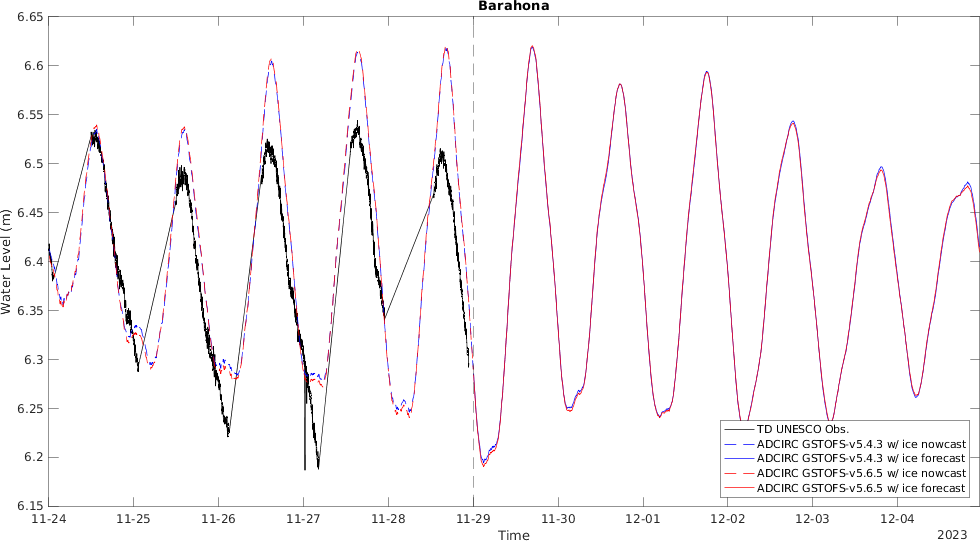 Barahona
6.65
6.6
6.55
6.5
6.45
6.4
6.35
6.3
6.25
6.2
6.15
Water Level (m)
11-24
11-25
11-26
11-27
11-28
11-29
11-30
12-01
12-02
12-03
12-04
Time
2023
TD UNESCO Obs.
ADCIRC GSTOFS-v5.4.3 w/ ice nowcast
ADCIRC GSTOFS-v5.4.3 w/ ice forecast
ADCIRC GSTOFS-v5.6.5 w/ ice nowcast
ADCIRC GSTOFS-v5.6.5 w/ ice forecast